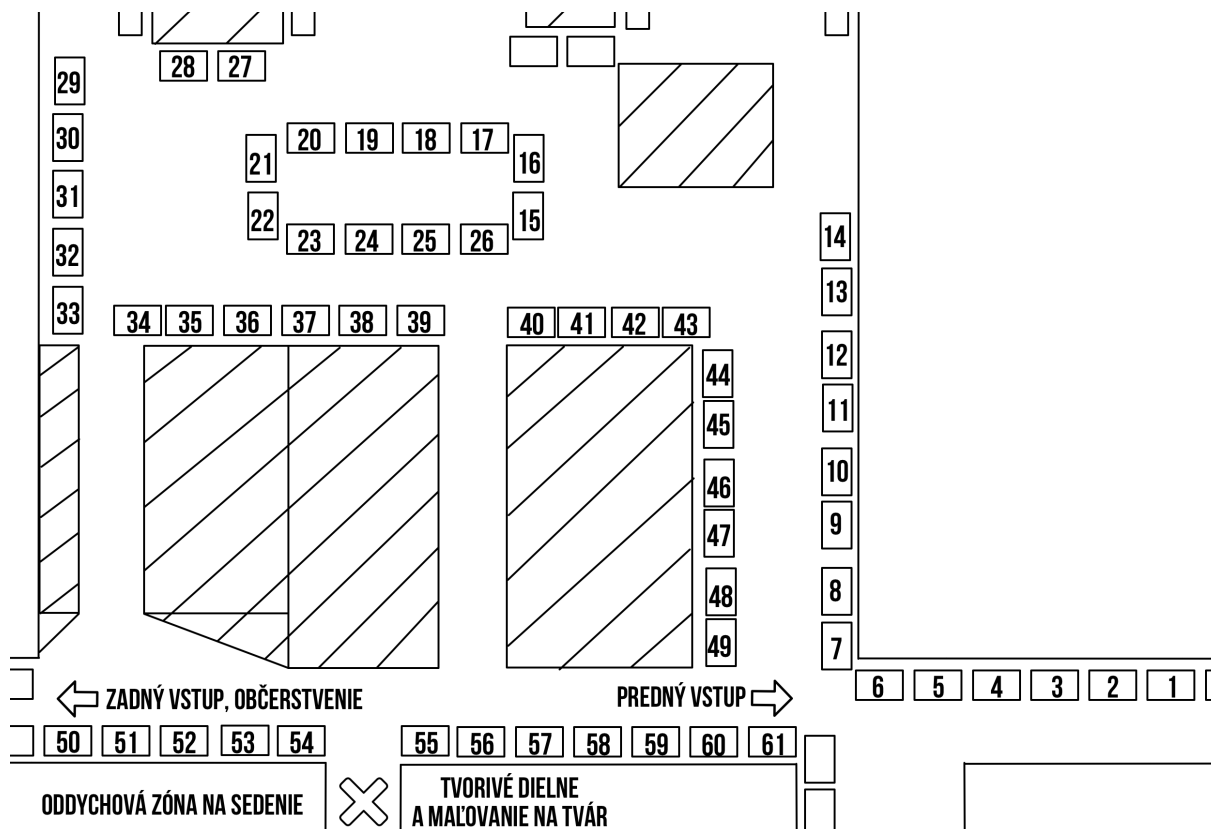 28 27
29
20 19 18 17
30
21 16
31
22 15
32
23 24 25 26
14
13
33
34 35 36 37 38 39 40 41 42 43
12
44
11
45
10
46
9
47
8
48
7
49
6 5 4 3 2 1
ZADNÝ VSTUP, OBČERSTVENIE
PREDNÝ VSTUP
50 51 52 53 54 55 56 57 58 59 60 61
ODDYCHOVÁ ZÓNA NA SEDENIE
TVORIVÉ DIELNE
A MAĽOVANIE NA TVÁR